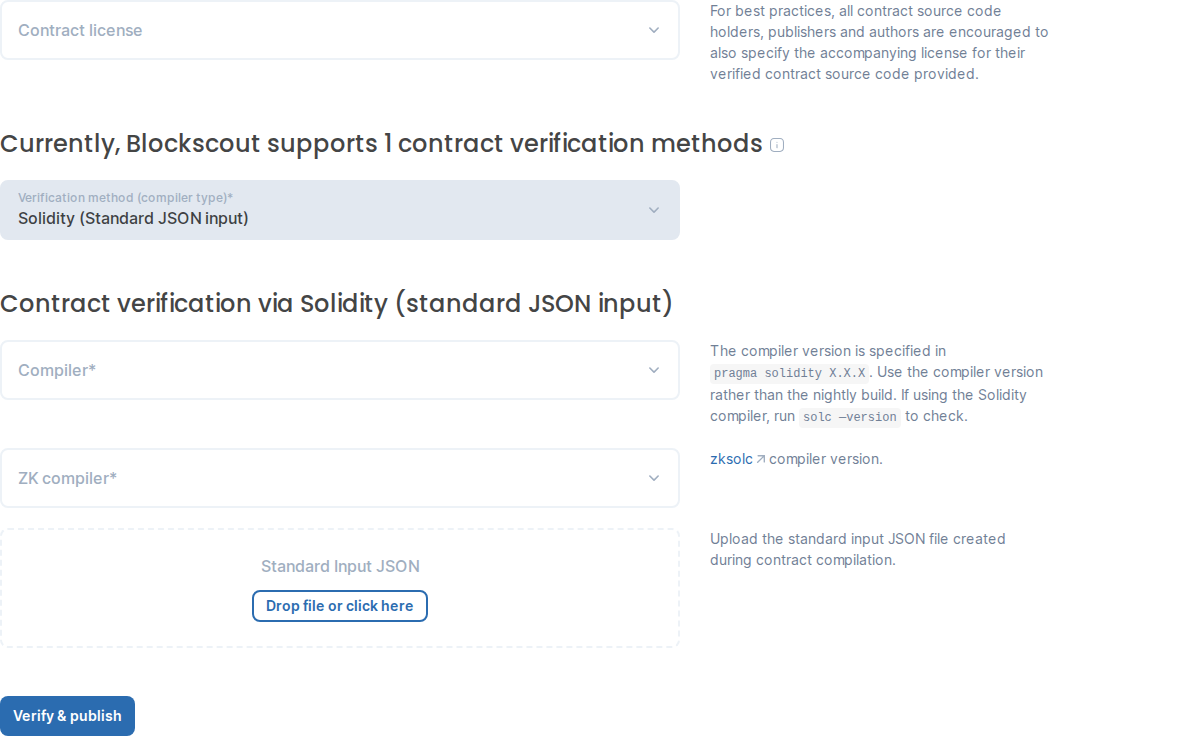 Contract license
For best practices, all contract source code
holders, publishers and authors are encouraged to
also specify the accompanying license for their
verified contract source code provided.
Currently, Blockscout supports 1 contract verification methods
Verification method (compiler type)*
Solidity (Standard JSON input)
Contract verification via Solidity (standard JSON input)
Compiler*
The compiler version is specified in
pragma solidity X.X.X. Use the compiler version
rather than the nightly build. If using the Solidity
compiler, run solc —version to check.
ZK compiler*
zksolc compiler version.
Standard Input JSON
Drop file or click here
Upload the standard input JSON file created
during contract compilation.
Verify & publish